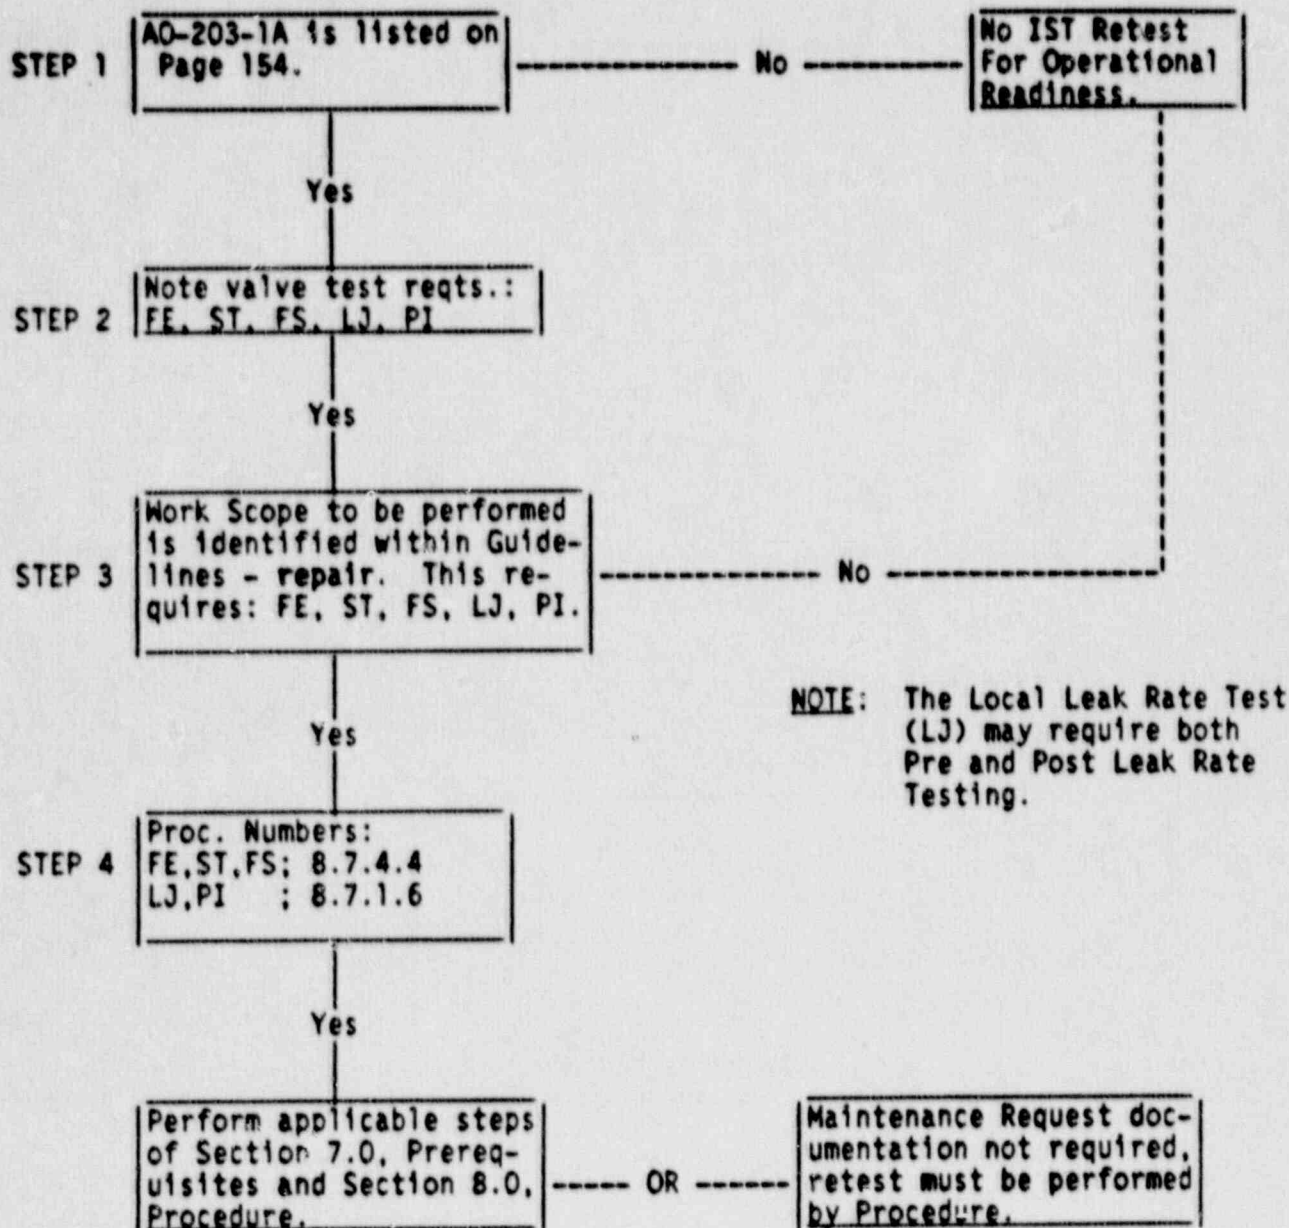 STEP 1
AO-203-1A is listed on
Page 154.
No
No IST Retest
For Operational
Readiness.
Yes
STEP 2
Note valve test reqts.:
FE, ST, FS, LJ, PI
Yes
STEP 3
Work Scope to be performed
is identified within Guide-
lines - repair. This re-
quires: FE, ST, FS, LJ, PI.
No
NOTE: The Local Leak Rate Test
(LJ) may require both
Pre and Post Leak Rate
Testing.
Yes
STEP 4
Proc. Numbers:
FE,ST,FS; 8.7.4.4
LJ,PI ; 8.7.1.6
Yes
Perform applicable steps
of Section 7.0, Prereq-
uisites and Section 8.0,
Procedure.
OR
Maintenance Request doc-
umentation not required,
retest must be performed
by Procedure.